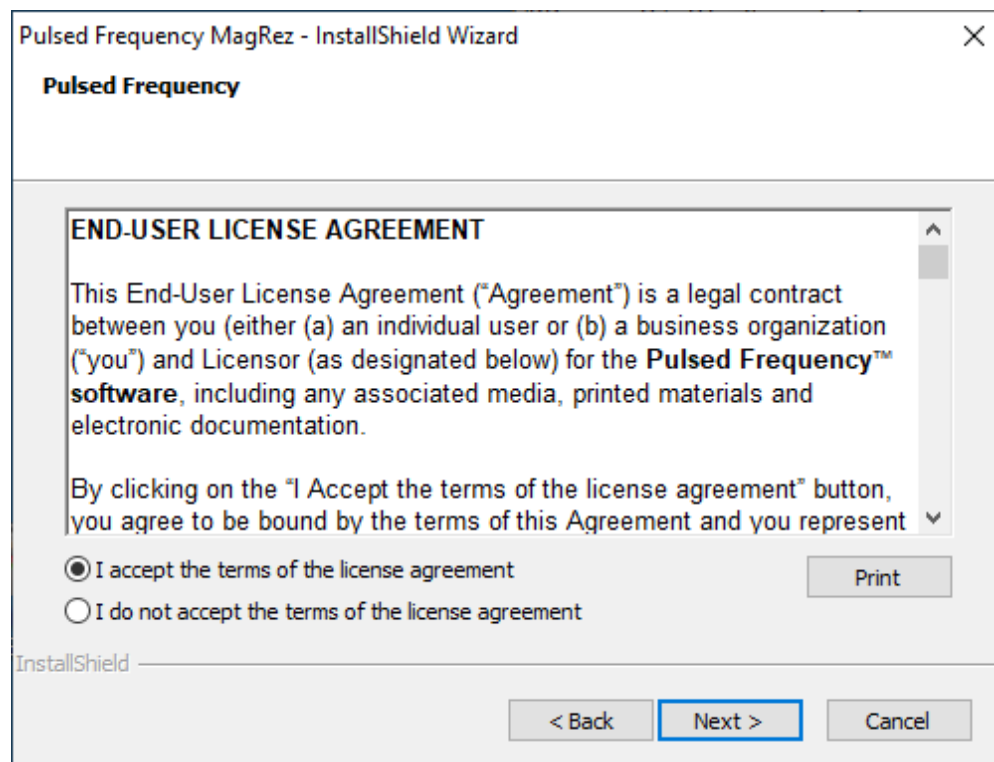 Pulsed Frequency MagRez - InstallShield Wizard
Pulsed Frequency
END-USER LICENSE AGREEMENT
This End-User License Agreement (“Agreement”) is a legal contract
between you (either (a) an individual user or (b) a business organization
(“you”) and Licensor (as designated below) for the Pulsed Frequency™
software, including any associated media, printed materials and
electronic documentation.
By clicking on the “I Accept the terms of the license agreement” button,
you agree to be bound by the terms of this Agreement and you represent
I accept the terms of the license agreement
Print
I do not accept the terms of the license agreement
InstallShield
< Back
Next >
Cancel